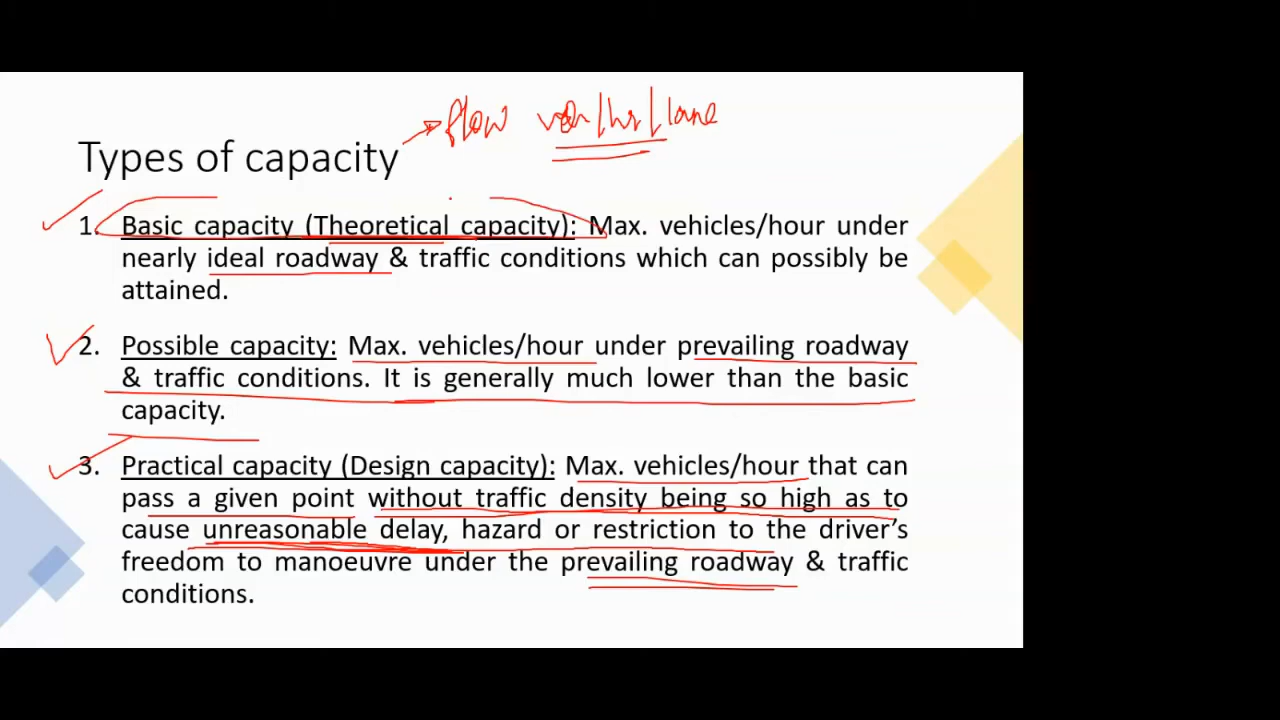 flow veh/hr/lane
Types of capacity
1. Basic capacity (Theoretical capacity): Max. vehicles/hour under
nearly ideal roadway & traffic conditions which can possibly be
attained.
2. Possible capacity: Max. vehicles/hour under prevailing roadway
& traffic conditions. It is generally much lower than the basic
capacity.
3. Practical capacity (Design capacity): Max. vehicles/hour that can
pass a given point without traffic density being so high as to
cause unreasonable delay, hazard or restriction to the driver’s
freedom to manoeuvre under the prevailing roadway & traffic
conditions.